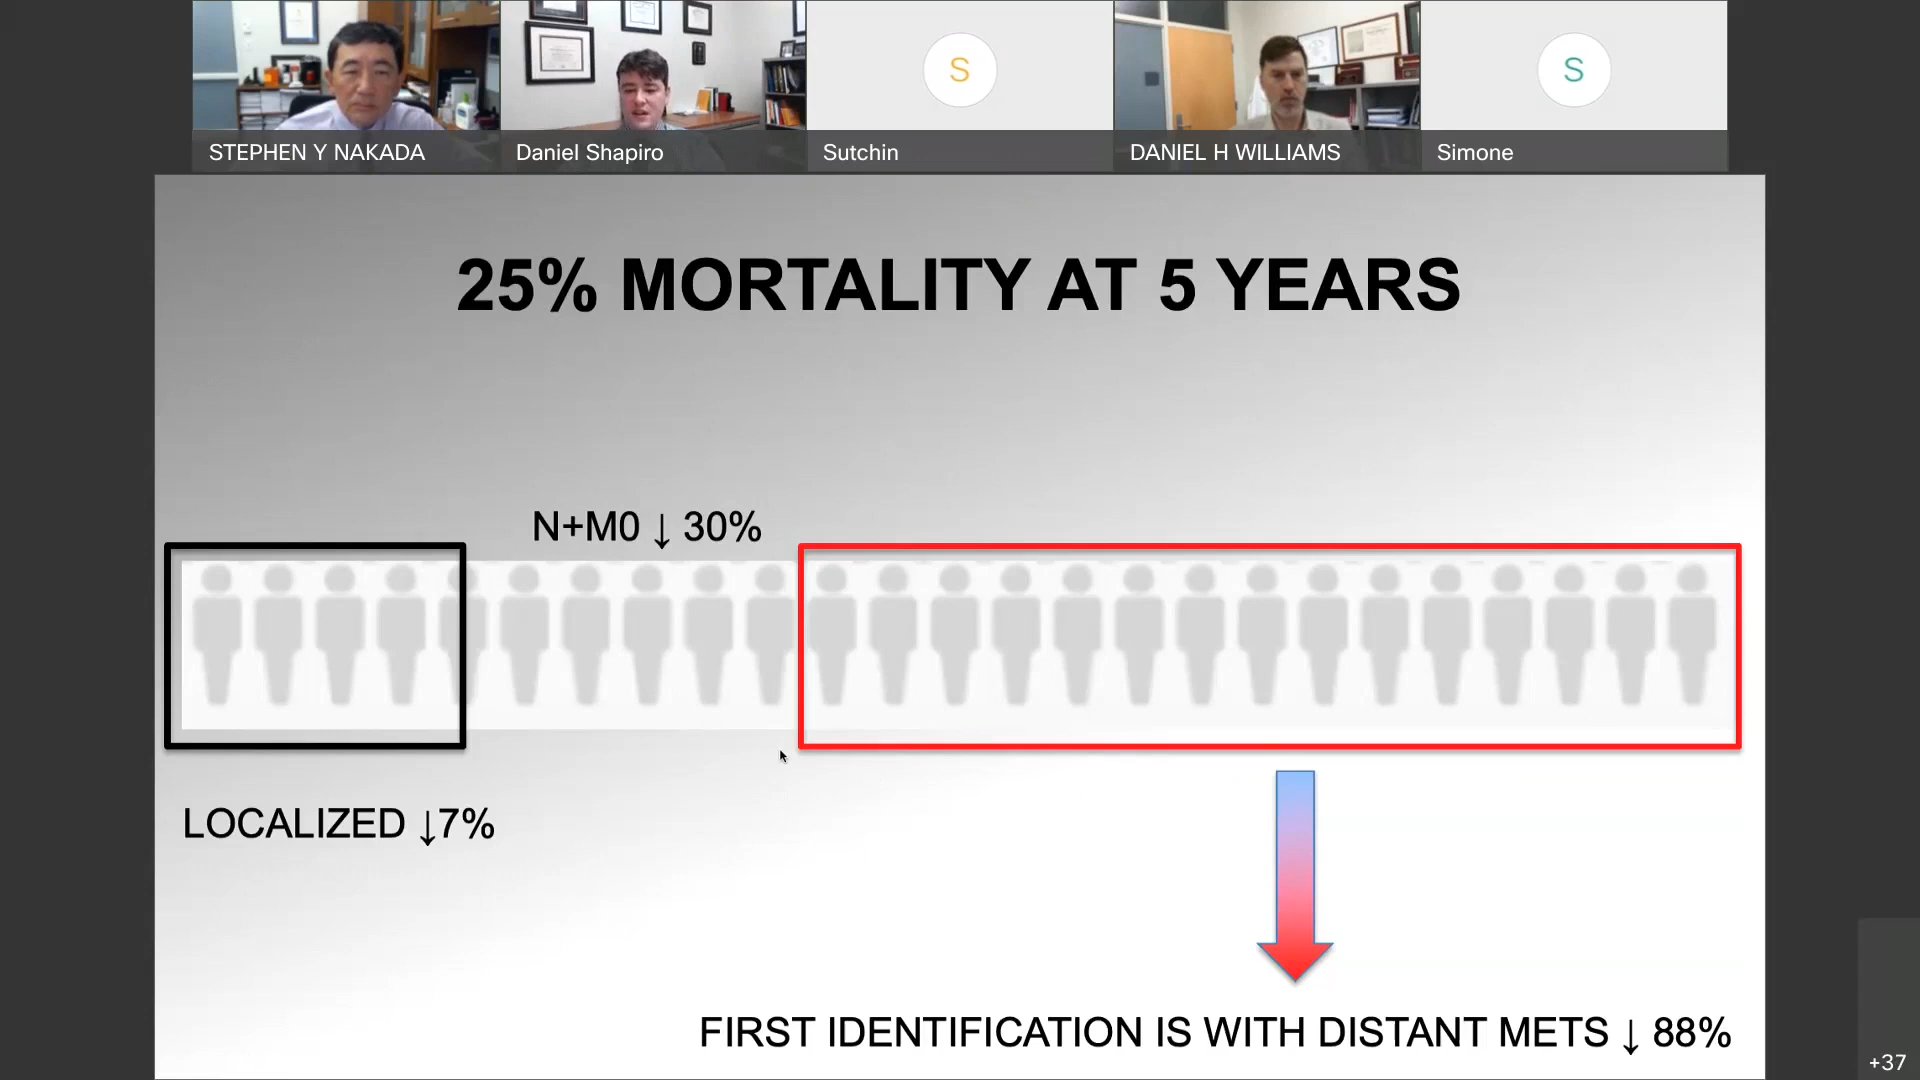 S
S
STEPHEN Y NAKADA
Daniel Shapiro
Sutchin
DANIEL H WILLIAMS
Simone
25% MORTALITY AT 5 YEARS
N+M0 ↓ 30%
LOCALIZED ↓7%
FIRST IDENTIFICATION IS WITH DISTANT METS ↓ 88%
+37